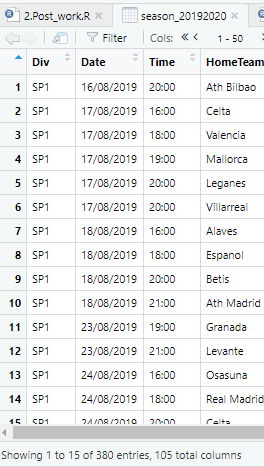 2.Post_work.R season_20192020
Filter Cols: 1 - 50
Div Date Time HomeTeam
1 SP1 16/08/2019 20:00 Ath Bilbao
2 SP1 17/08/2019 16:00 Celta
3 SP1 17/08/2019 18:00 Valencia
4 SP1 17/08/2019 19:00 Mallorca
5 SP1 17/08/2019 20:00 Leganes
6 SP1 17/08/2019 20:00 Villarreal
7 SP1 18/08/2019 16:00 Alaves
8 SP1 18/08/2019 18:00 Espanol
9 SP1 18/08/2019 20:00 Betis
10 SP1 18/08/2019 21:00 Ath Madrid
11 SP1 23/08/2019 19:00 Granada
12 SP1 23/08/2019 21:00 Levante
13 SP1 24/08/2019 16:00 Osasuna
14 SP1 24/08/2019 18:00 Real Madrid
15 SP1 24/08/2019 20:00 Celta
Showing 1 to 15 of 380 entries, 105 total columns